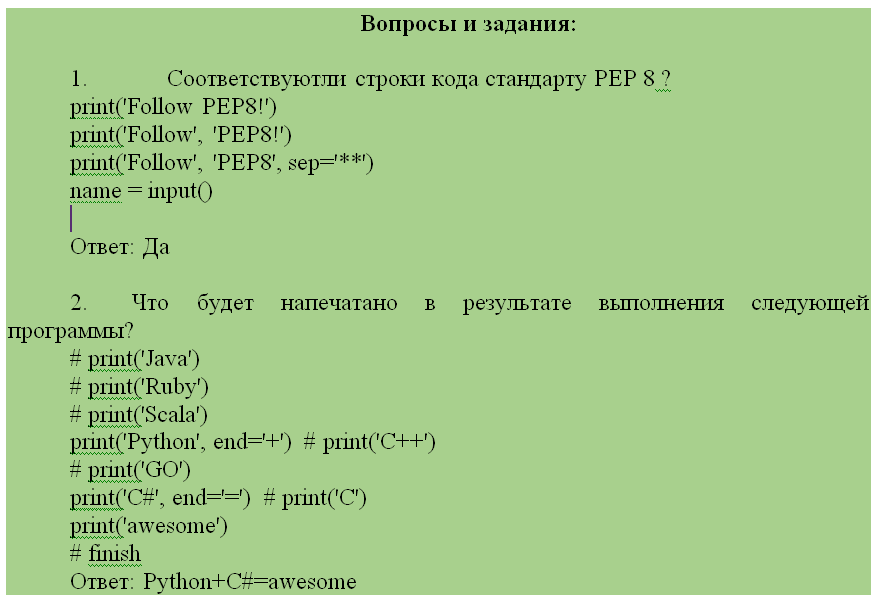 Вопросы и задания:
1. Соответствуютли строки кода стандарту PEP 8 ?
print('Follow PEP8!')
print('Follow', 'PEP8!')
print('Follow', 'PEP8', sep='**')
name = input()
Ответ: Да
2. Что будет напечатано в результате выполнения следующей
программы?
# print('Java')
# print('Ruby')
# print('Scala')
print('Python', end='+') # print('C++')
# print('GO')
print('C#', end='=') # print('C')
print('awesome')
# finish
Ответ: Python+C#=awesome